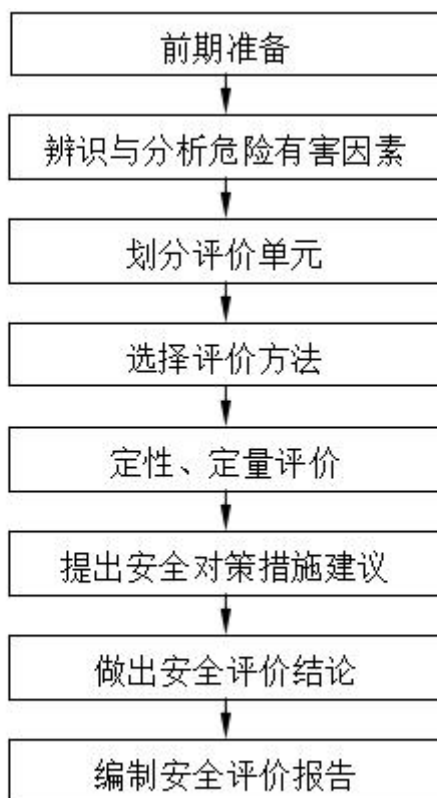 前期准备
辨识与分析危险有害因素
划分评价单元
选择评价方法
定性、定量评价
提出安全对策措施建议
做出安全评价结论
编制安全评价报告